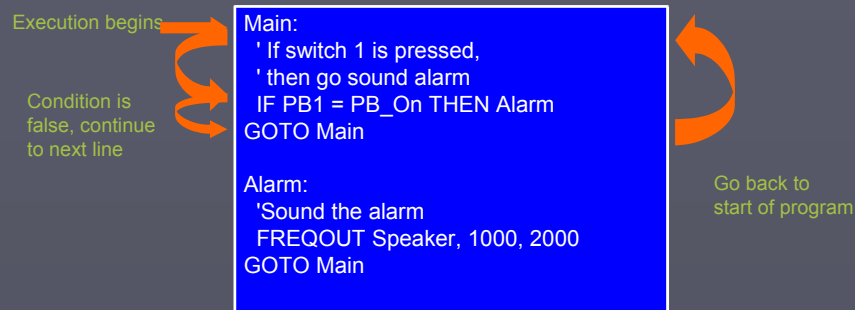 Execution begins
Condition is
false, continue
to next line
Main:
' If switch 1 is pressed,
' then go sound alarm
IF PB1 = PB_On THEN Alarm
GOTO Main
Alarm:
'Sound the alarm
FREQOUT Speaker, 1000, 2000
GOTO Main
Go back to
start of program